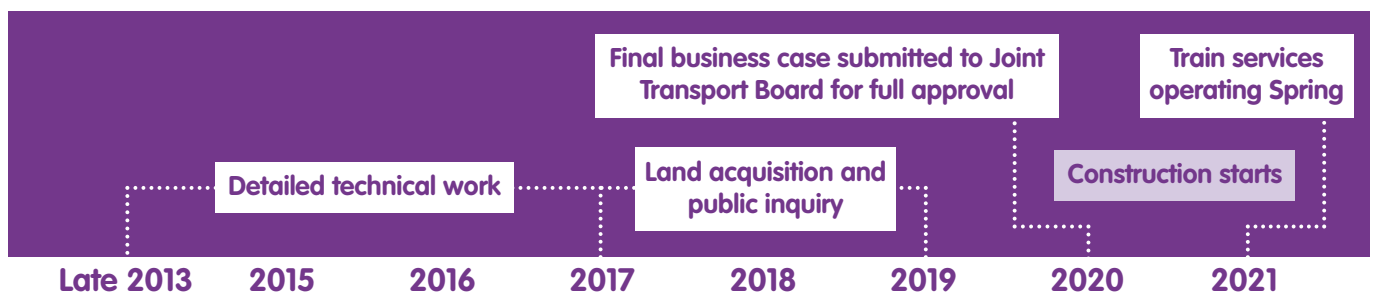 Final business case submitted to Joint
Transport Board for full approval
Train services
operating Spring
Detailed technical work
Land acquisition and
public inquiry
Construction starts
Late 2013 2015 2016 2017 2018 2019 2020 2021